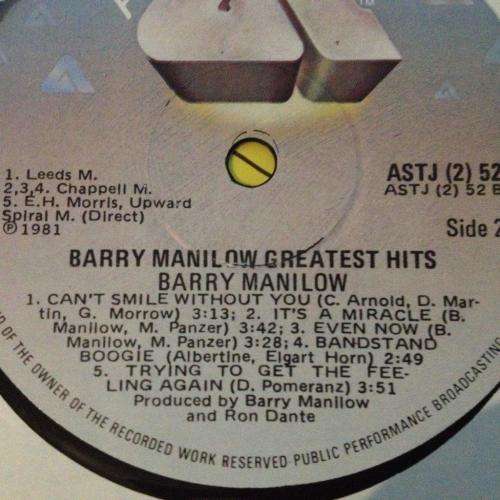 TM
1. Leeds M.
2,3,4. Chappell M.
5. E.H. Morris, Upward
Spiral M. (Direct)
℗1981
ASTJ (2) 52
ASTJ (2) 52 B
Side 2
BARRY MANILOW GREATEST HITS
BARRY MANILOW
1. CAN'T SMILE WITHOUT YOU (C. Arnold, D. Mar-
tin, G. Morrow) 3:13; 2. IT'S A MIRACLE (B.
Manilow, M. Panzer) 3:42; 3. EVEN NOW (B.
Manilow, M. Panzer) 3:28; 4. BANDSTAND
BOOGIE (Albertine, Elgart Horn) 2:49
5. TRYING TO GET THE FEE-
LING AGAIN (D. Pomeranz) 3:51
Produced by Barry Manilow
and Ron Dante
OF THE OWNER OF THE RECORDED WORK RESERVED·PUBLIC PERFORMANCE BROADCASTING